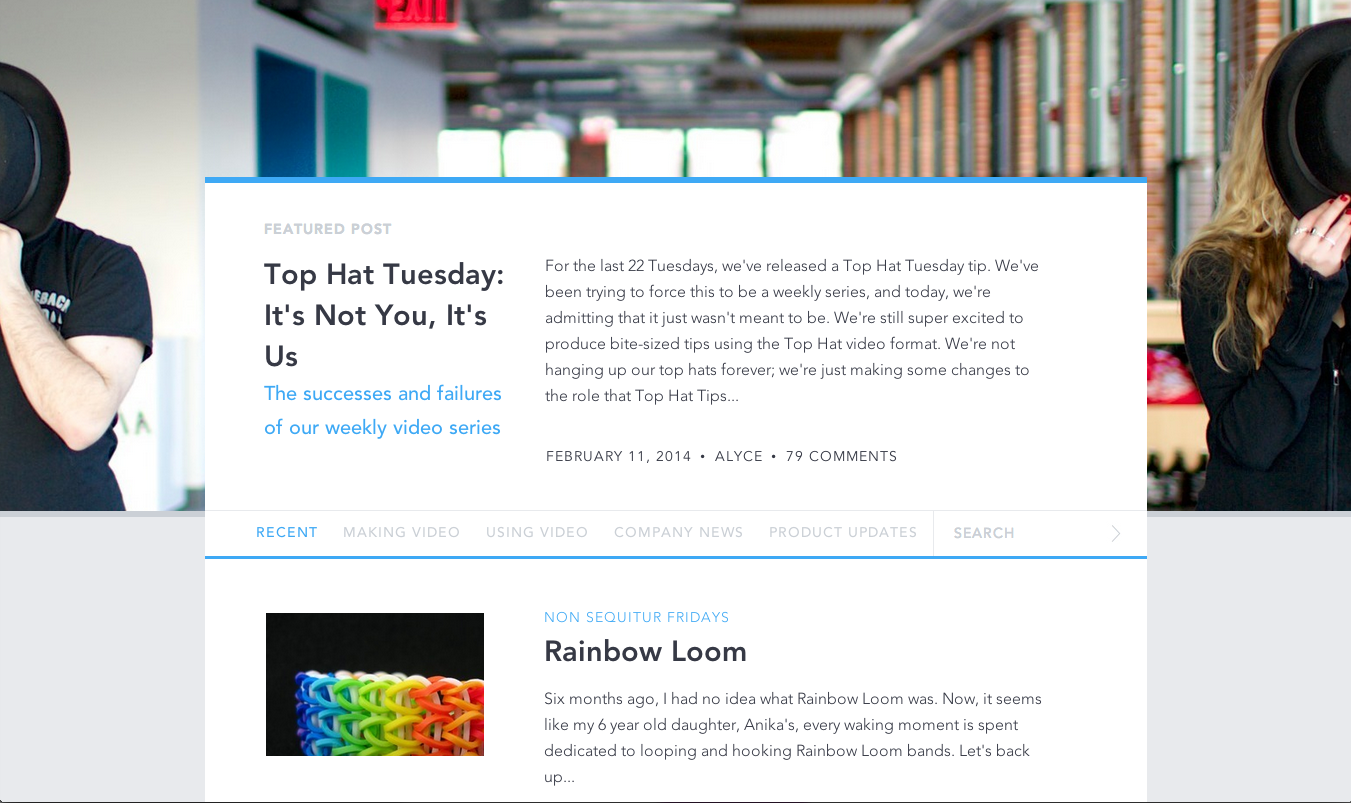 EXIT
FEATURED POST
Top Hat Tuesday:
It's Not You, It's
Us
The successes and failures
of our weekly video series
For the last 22 Tuesdays, we've released a Top Hat Tuesday tip. We've
been trying to force this to be a weekly series, and today, we're
admitting that it just wasn't meant to be. We're still super excited to
produce bite-sized tips using the Top Hat video format. We're not
hanging up our top hats forever; we're just making some changes to
the role that Top Hat Tips...
FEBRUARY 11, 2014 • ALYCE • 79 COMMENTS
RECENT MAKING VIDEO USING VIDEO COMPANY NEWS PRODUCT UPDATES SEARCH
NON SEQUITUR FRIDAYS
Rainbow Loom
Six months ago, I had no idea what Rainbow Loom was. Now, it seems
like my 6 year old daughter, Anika's, every waking moment is spent
dedicated to looping and hooking Rainbow Loom bands. Let's back
up...